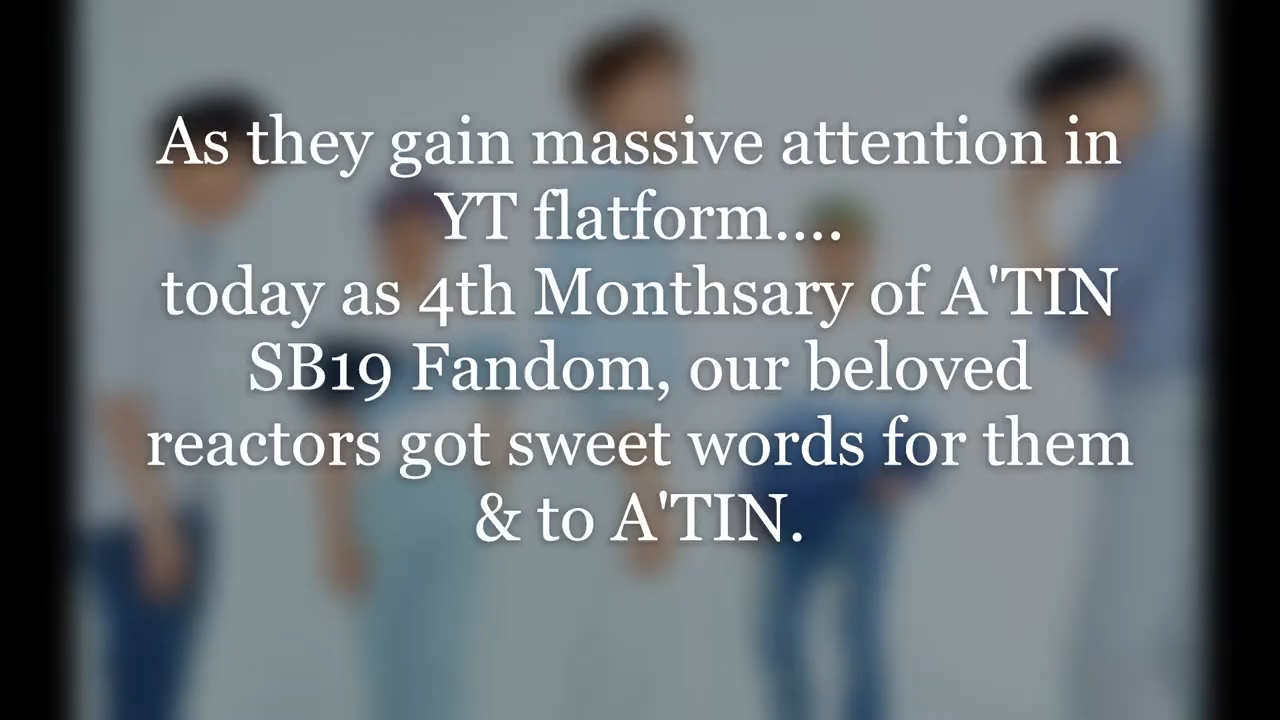 As they gain massive attention in
YT flatform....
today as 4th Monthsary of A'TIN
SB19 Fandom, our beloved
reactors got sweet words for them
& to A'TIN.